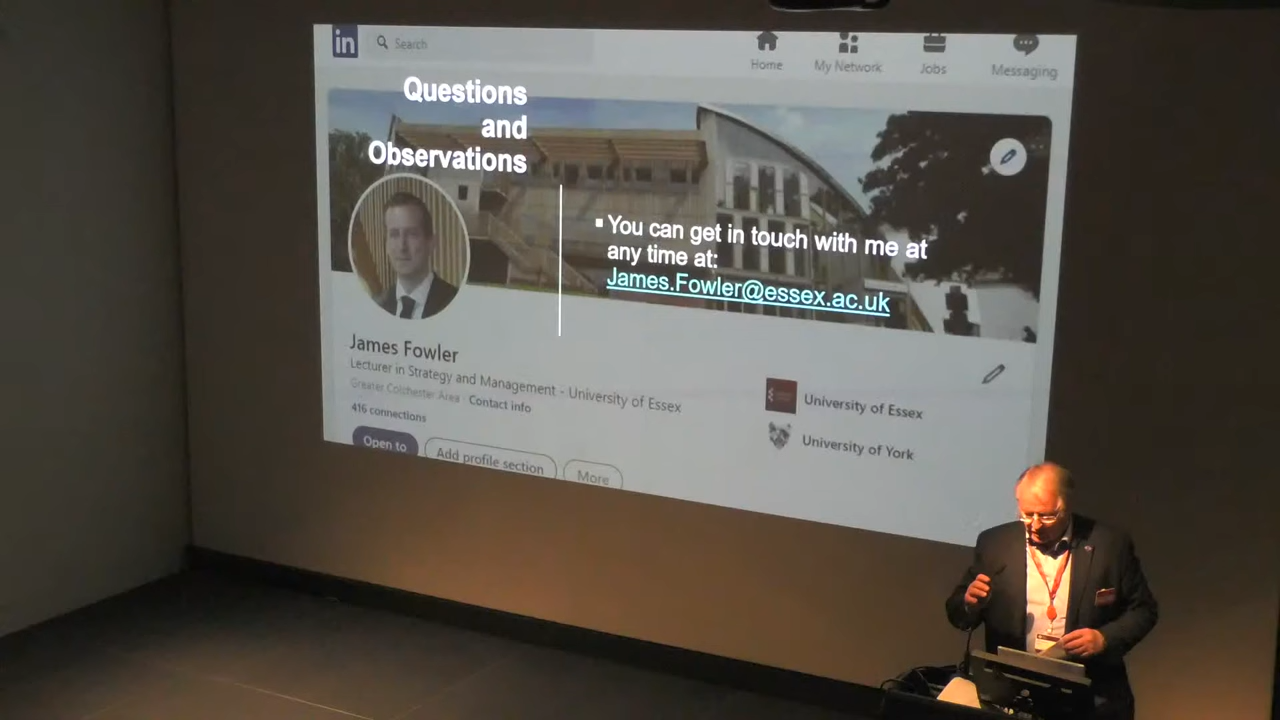 in
Search
Home
My Network
Jobs
Messaging
Questions
and
Observations
You can get in touch with me at
any time at:
James.Fowler@essex.ac.uk
James Fowler
Lecturer in Strategy and Management - University of Essex
Greater Colchester Area · Contact info
416 connections
Open to
Add profile section
More
University of Essex
University of York